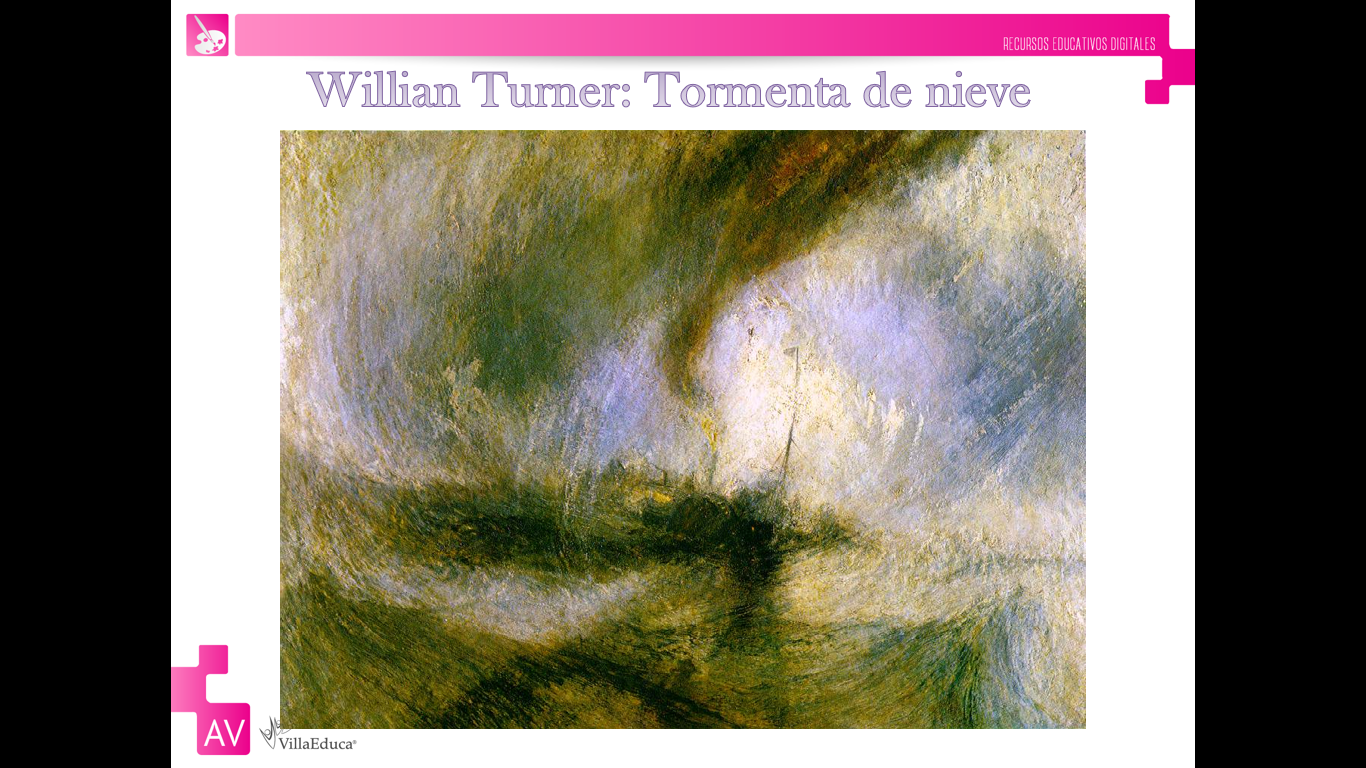 RECURSOS EDUCATIVOS DIGITALES
Willian Turner: Tormenta de nieve
AV
VillaEduca®